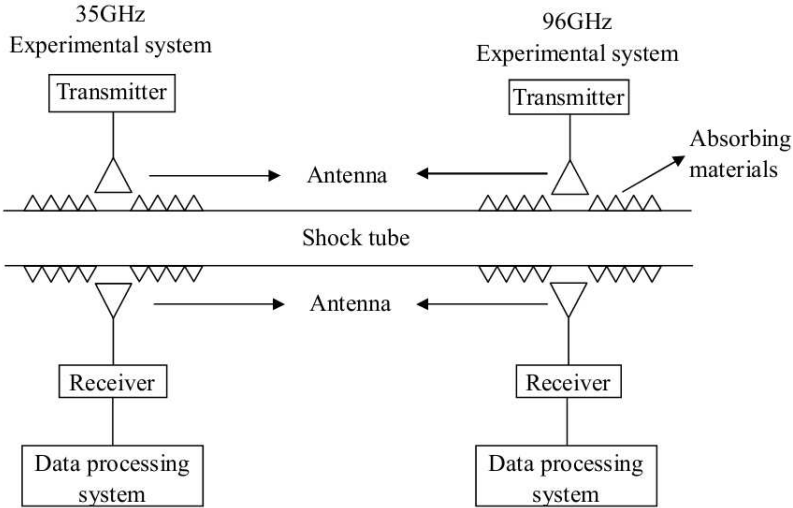 35GHz
Experimental system
96GHz
Experimental system
Transmitter
Transmitter
Absorbing
materials
Antenna
Shock tube
Antenna
Receiver
Receiver
Data processing
system
Data processing
system